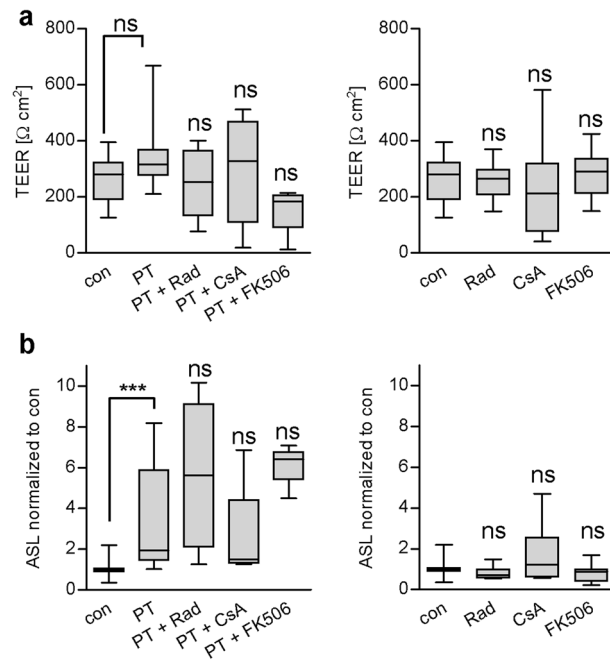 a
ns
ns
ns
ns
TEER [Ω cm²]
800
600
400
200
0
con
PT
PT + Rad
PT + CsA
PT + FK506
ns
ns
ns
TEER [Ω cm²]
800
600
400
200
0
con
Rad
CsA
FK506
b
***
ns
ns
ns
ASL normalized to con
10
8
6
4
2
0
con
PT
PT + Rad
PT + CsA
PT + FK506
ns
ns
ns
ASL normalized to con
10
8
6
4
2
0
con
Rad
CsA
FK506